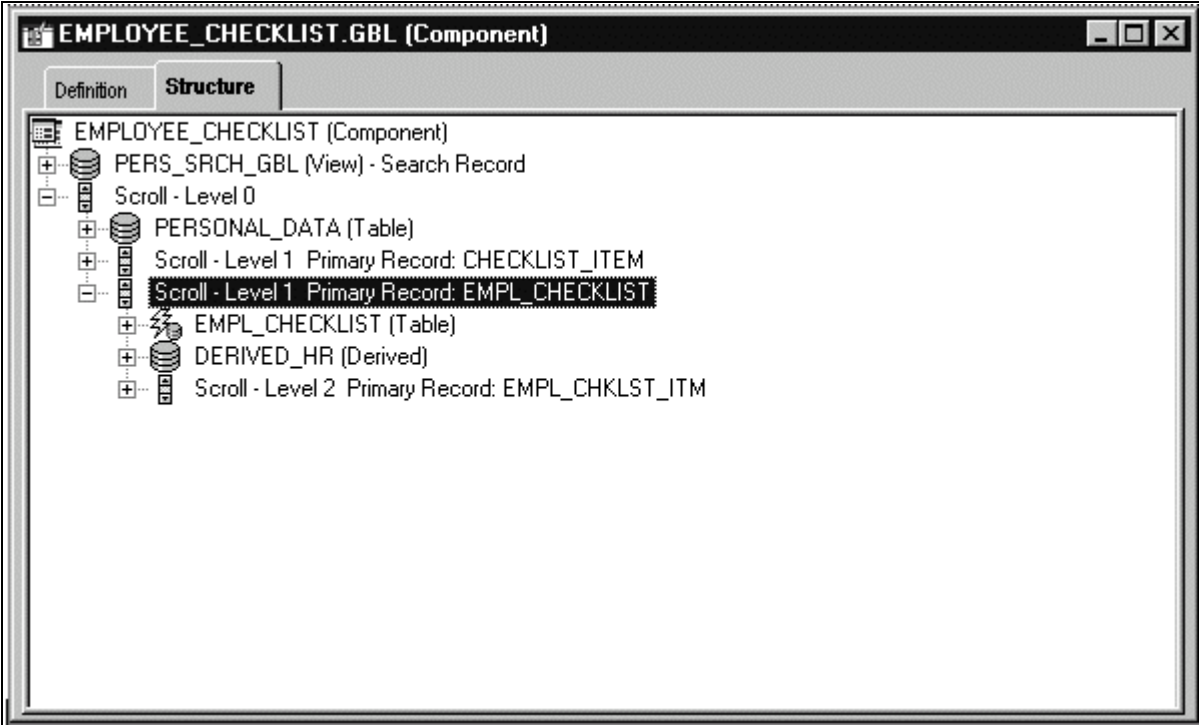 EMPLOYEE_CHECKLIST.GBL (Component)
Definition
Structure
EMPLOYEE_CHECKLIST (Component)
PERS_SRCH_GBL (View) - Search Record
Scroll - Level 0
PERSONAL_DATA (Table)
Scroll - Level 1 Primary Record: CHECKLIST_ITEM
Scroll - Level 1 Primary Record: EMPL_CHECKLIST
EMPL_CHECKLIST (Table)
DERIVED_HR (Derived)
Scroll - Level 2 Primary Record: EMPL_CHKLST_ITM